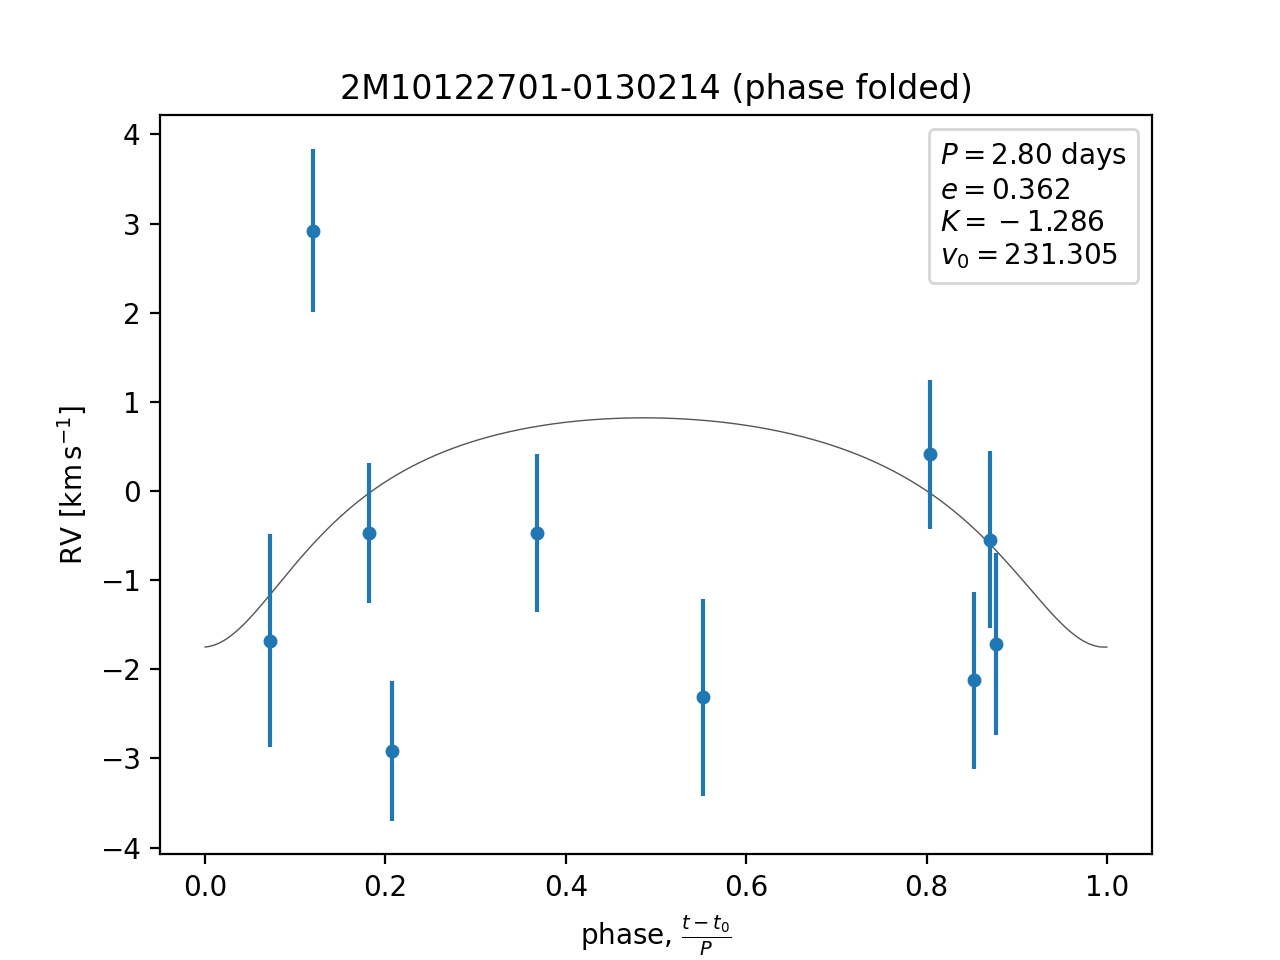 2M10122701-0130214 (phase folded)
P = 2.80 days
e = 0.362
K = −1.286
v₀ = 231.305
RV [km s⁻¹]
4
3
2
1
0
−1
−2
−3
−4
0.0 0.2 0.4 0.6 0.8 1.0
phase, (t − t₀)/P